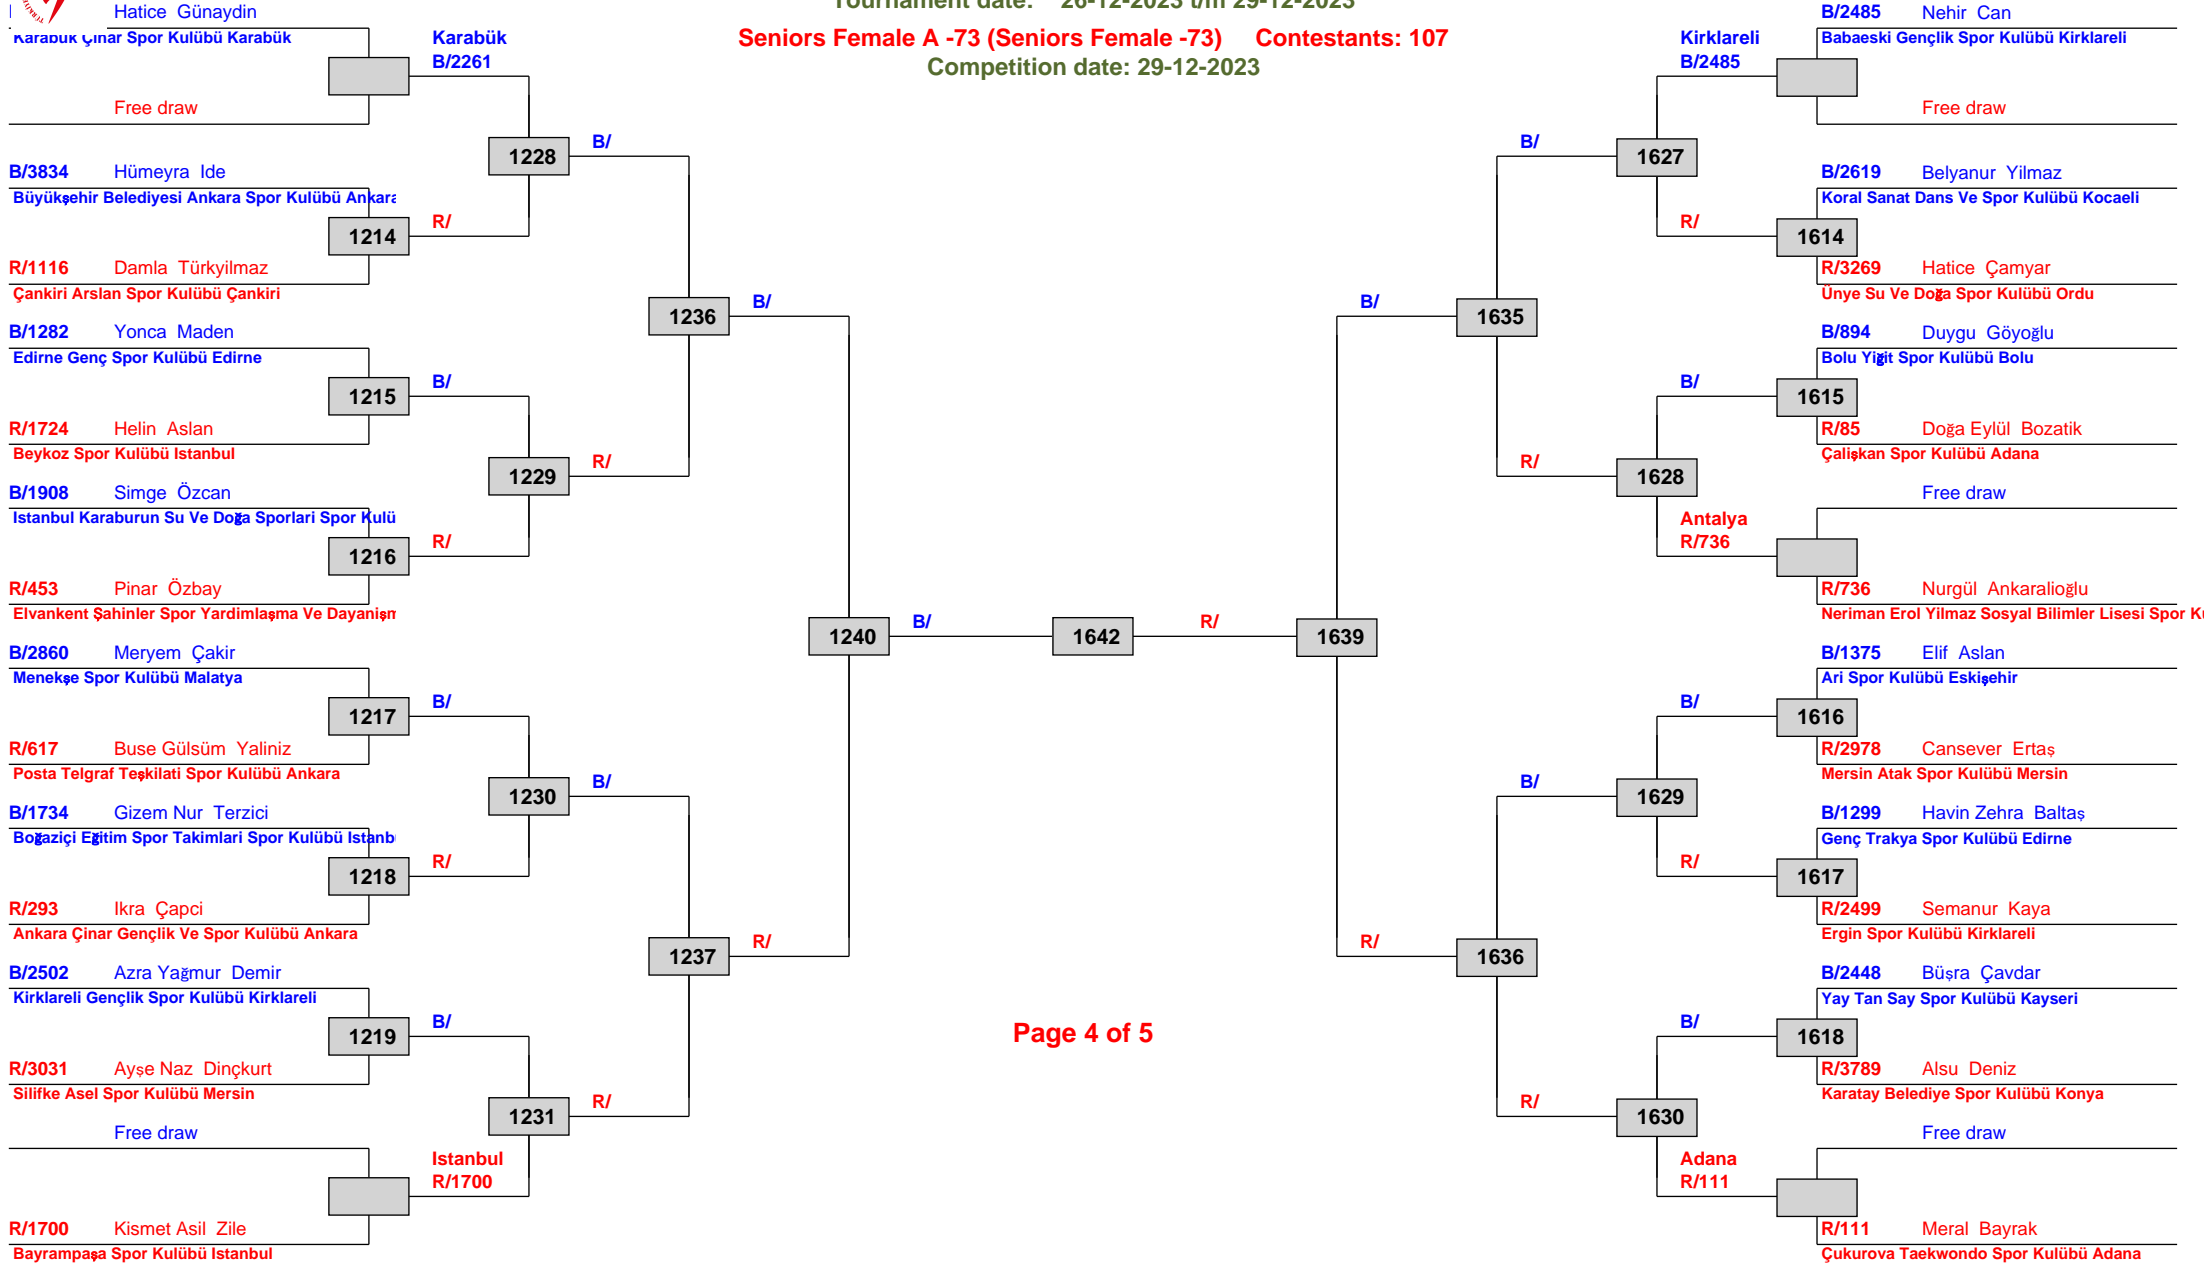 Tournament date: 26-12-2023 t/m 29-12-2023
Seniors Female A -73 (Seniors Female -73) Contestants: 107
Competition date: 29-12-2023
Hatice Günaydin
Karabük Çinar Spor Kulübü Karabük
Free draw
B/3834 Hümeyra Ide
Büyükşehir Belediyesi Ankara Spor Kulübü Ankara
R/1116 Damla Türkyilmaz
Çankiri Arslan Spor Kulübü Çankiri
B/1282 Yonca Maden
Edirne Genç Spor Kulübü Edirne
R/1724 Helin Aslan
Beykoz Spor Kulübü Istanbul
B/1908 Simge Özcan
Istanbul Karaburun Su Ve Doğa Sporlari Spor Kulü
R/453 Pinar Özbay
Elvankent Şahinler Spor Yardimlaşma Ve Dayanişm
B/2860 Meryem Çakir
Menekşe Spor Kulübü Malatya
R/617 Buse Gülsüm Yaliniz
Posta Telgraf Teşkilati Spor Kulübü Ankara
B/1734 Gizem Nur Terzici
Boğaziçi Eğitim Spor Takimlari Spor Kulübü Istanb
R/293 Ikra Çapci
Ankara Çinar Gençlik Ve Spor Kulübü Ankara
B/2502 Azra Yağmur Demir
Kirklareli Gençlik Spor Kulübü Kirklareli
R/3031 Ayşe Naz Dinçkurt
Silifke Asel Spor Kulübü Mersin
Free draw
R/1700 Kismet Asil Zile
Bayrampaşa Spor Kulübü Istanbul
1214
1215
1216
1217
1218
1219
Karabük
B/2261
R/
B/
R/
B/
R/
B/
Istanbul
R/1700
1228
1229
1230
1231
B/
R/
B/
R/
1236
1237
B/
R/
1240
B/
1642
R/
1639
Page 4 of 5
B/
R/
1635
1636
B/
R/
B/
R/
1627
1628
1629
1630
Kirklareli
B/2485
R/
B/
Antalya
R/736
B/
R/
B/
Adana
R/111
1614
1615
1616
1617
1618
B/2485 Nehir Can
Babaeski Gençlik Spor Kulübü Kirklareli
Free draw
B/2619 Belyanur Yilmaz
Koral Sanat Dans Ve Spor Kulübü Kocaeli
R/3269 Hatice Çamyar
Ünye Su Ve Doğa Spor Kulübü Ordu
B/894 Duygu Göyoğlu
Bolu Yiğit Spor Kulübü Bolu
R/85 Doğa Eylül Bozatik
Çalişkan Spor Kulübü Adana
Free draw
R/736 Nurgül Ankaralioğlu
Neriman Erol Yilmaz Sosyal Bilimler Lisesi Spor Ku
B/1375 Elif Aslan
Ari Spor Kulübü Eskişehir
R/2978 Cansever Ertaş
Mersin Atak Spor Kulübü Mersin
B/1299 Havin Zehra Baltaş
Genç Trakya Spor Kulübü Edirne
R/2499 Semanur Kaya
Ergin Spor Kulübü Kirklareli
B/2448 Büşra Çavdar
Yay Tan Say Spor Kulübü Kayseri
R/3789 Alsu Deniz
Karatay Belediye Spor Kulübü Konya
Free draw
R/111 Meral Bayrak
Çukurova Taekwondo Spor Kulübü Adana